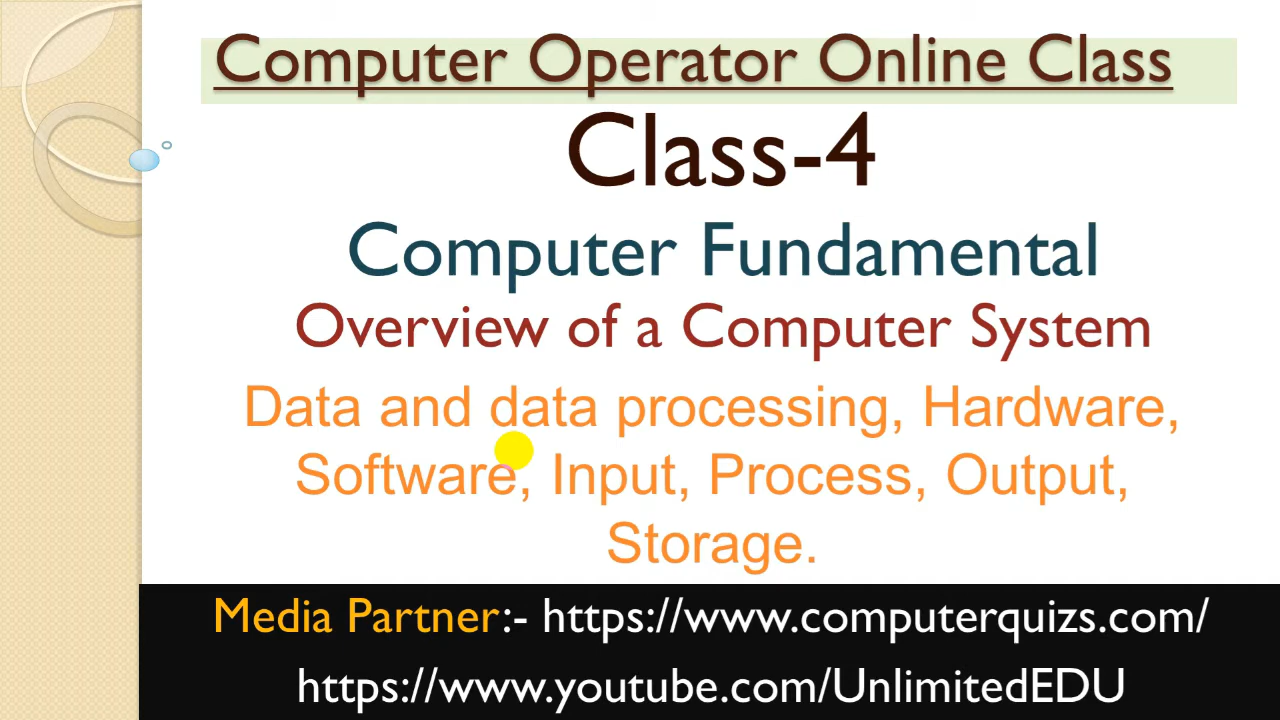 Computer Operator Online Class
Class-4
Computer Fundamental
Overview of a Computer System
Data and data processing, Hardware,
Software, Input, Process, Output,
Storage.
Media Partner:- https://www.computerquizs.com/
https://www.youtube.com/UnlimitedEDU